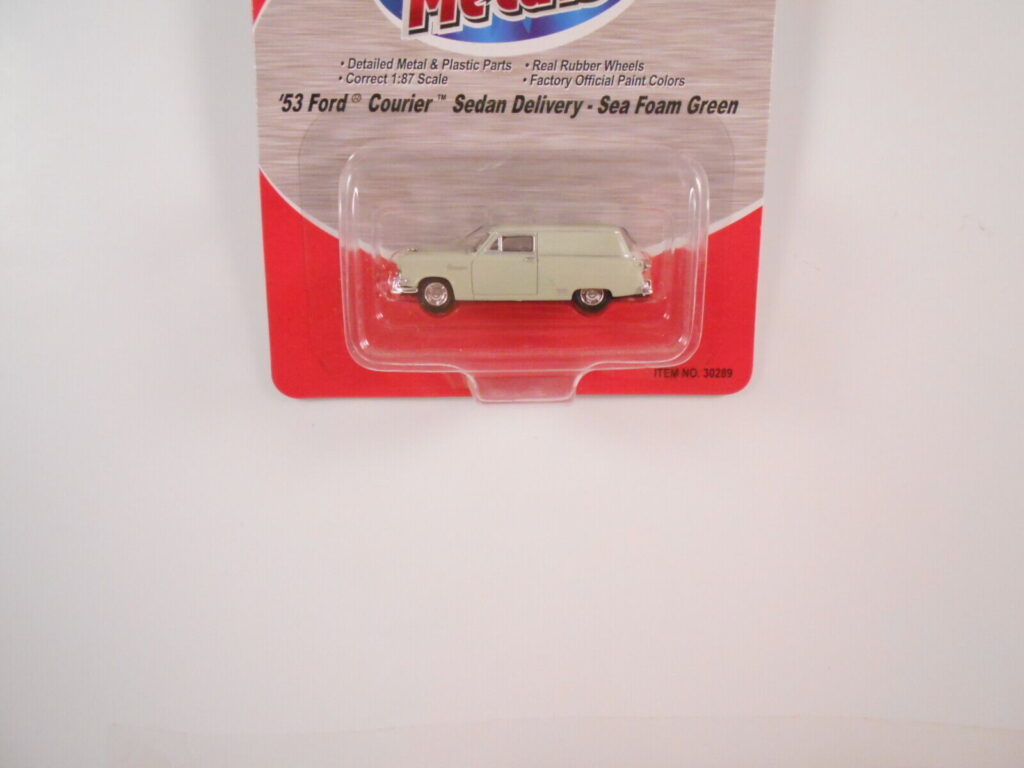 • Detailed Metal & Plastic Parts • Real Rubber Wheels
• Correct 1:87 Scale • Factory Official Paint Colors
'53 Ford® Courier™ Sedan Delivery - Sea Foam Green
ITEM NO. 30289